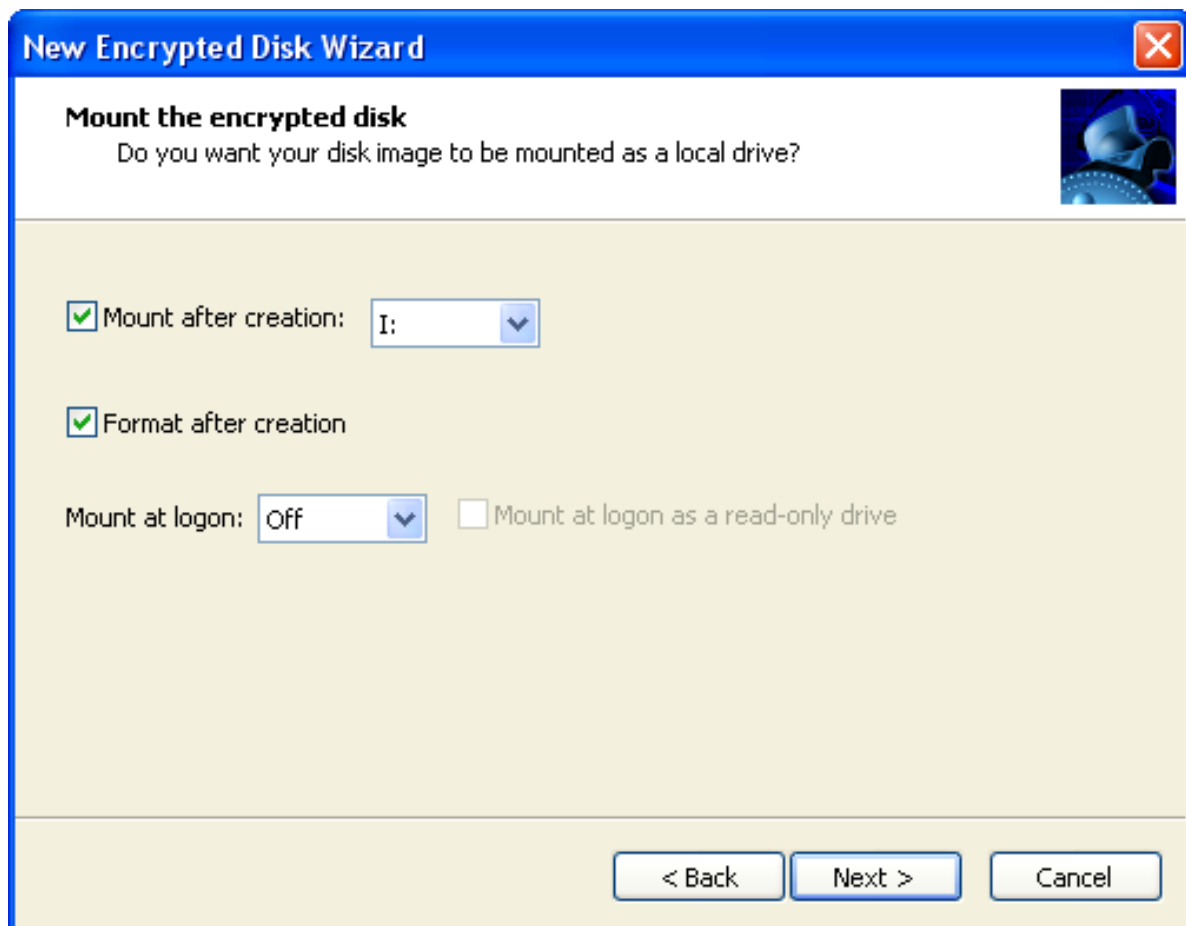 New Encrypted Disk Wizard
Mount the encrypted disk
Do you want your disk image to be mounted as a local drive?
Mount after creation: I:
Format after creation
Mount at logon: Off Mount at logon as a read-only drive
< Back Next > Cancel